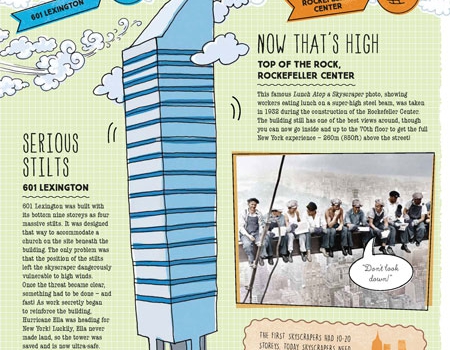 601 LEXINGTON
ROCKEFELLER
CENTER
NOW THAT'S HIGH
TOP OF THE ROCK,
ROCKEFELLER CENTER
This famous Lunch Atop a Skyscraper photo, showing
workers eating lunch on a super-high steel beam, was taken
in 1932 during the construction of the Rockefeller Center.
The building still has one of the best views around, though
you can now go inside and up to the 70th floor to get the full
New York experience – 260m (850ft) above the street!
SERIOUS
STILTS
601 LEXINGTON
601 Lexington was built with
its bottom nine storeys as four
massive stilts. It was designed
that way to accommodate a
church on the site beneath the
building. The only problem was
that the position of the stilts
left the skyscraper dangerously
vulnerable to high winds.
Once the threat became clear,
something had to be done – and
fast! As work secretly began
to reinforce the building,
Hurricane Ella was heading for
New York! Luckily, Ella never
made land, so the tower was
saved and is now ultra-safe.
"Don't look
down!"
THE FIRST SKYSCRAPERS HAD 10-20
STOREYS. TODAY SKYSCRAPERS NEED